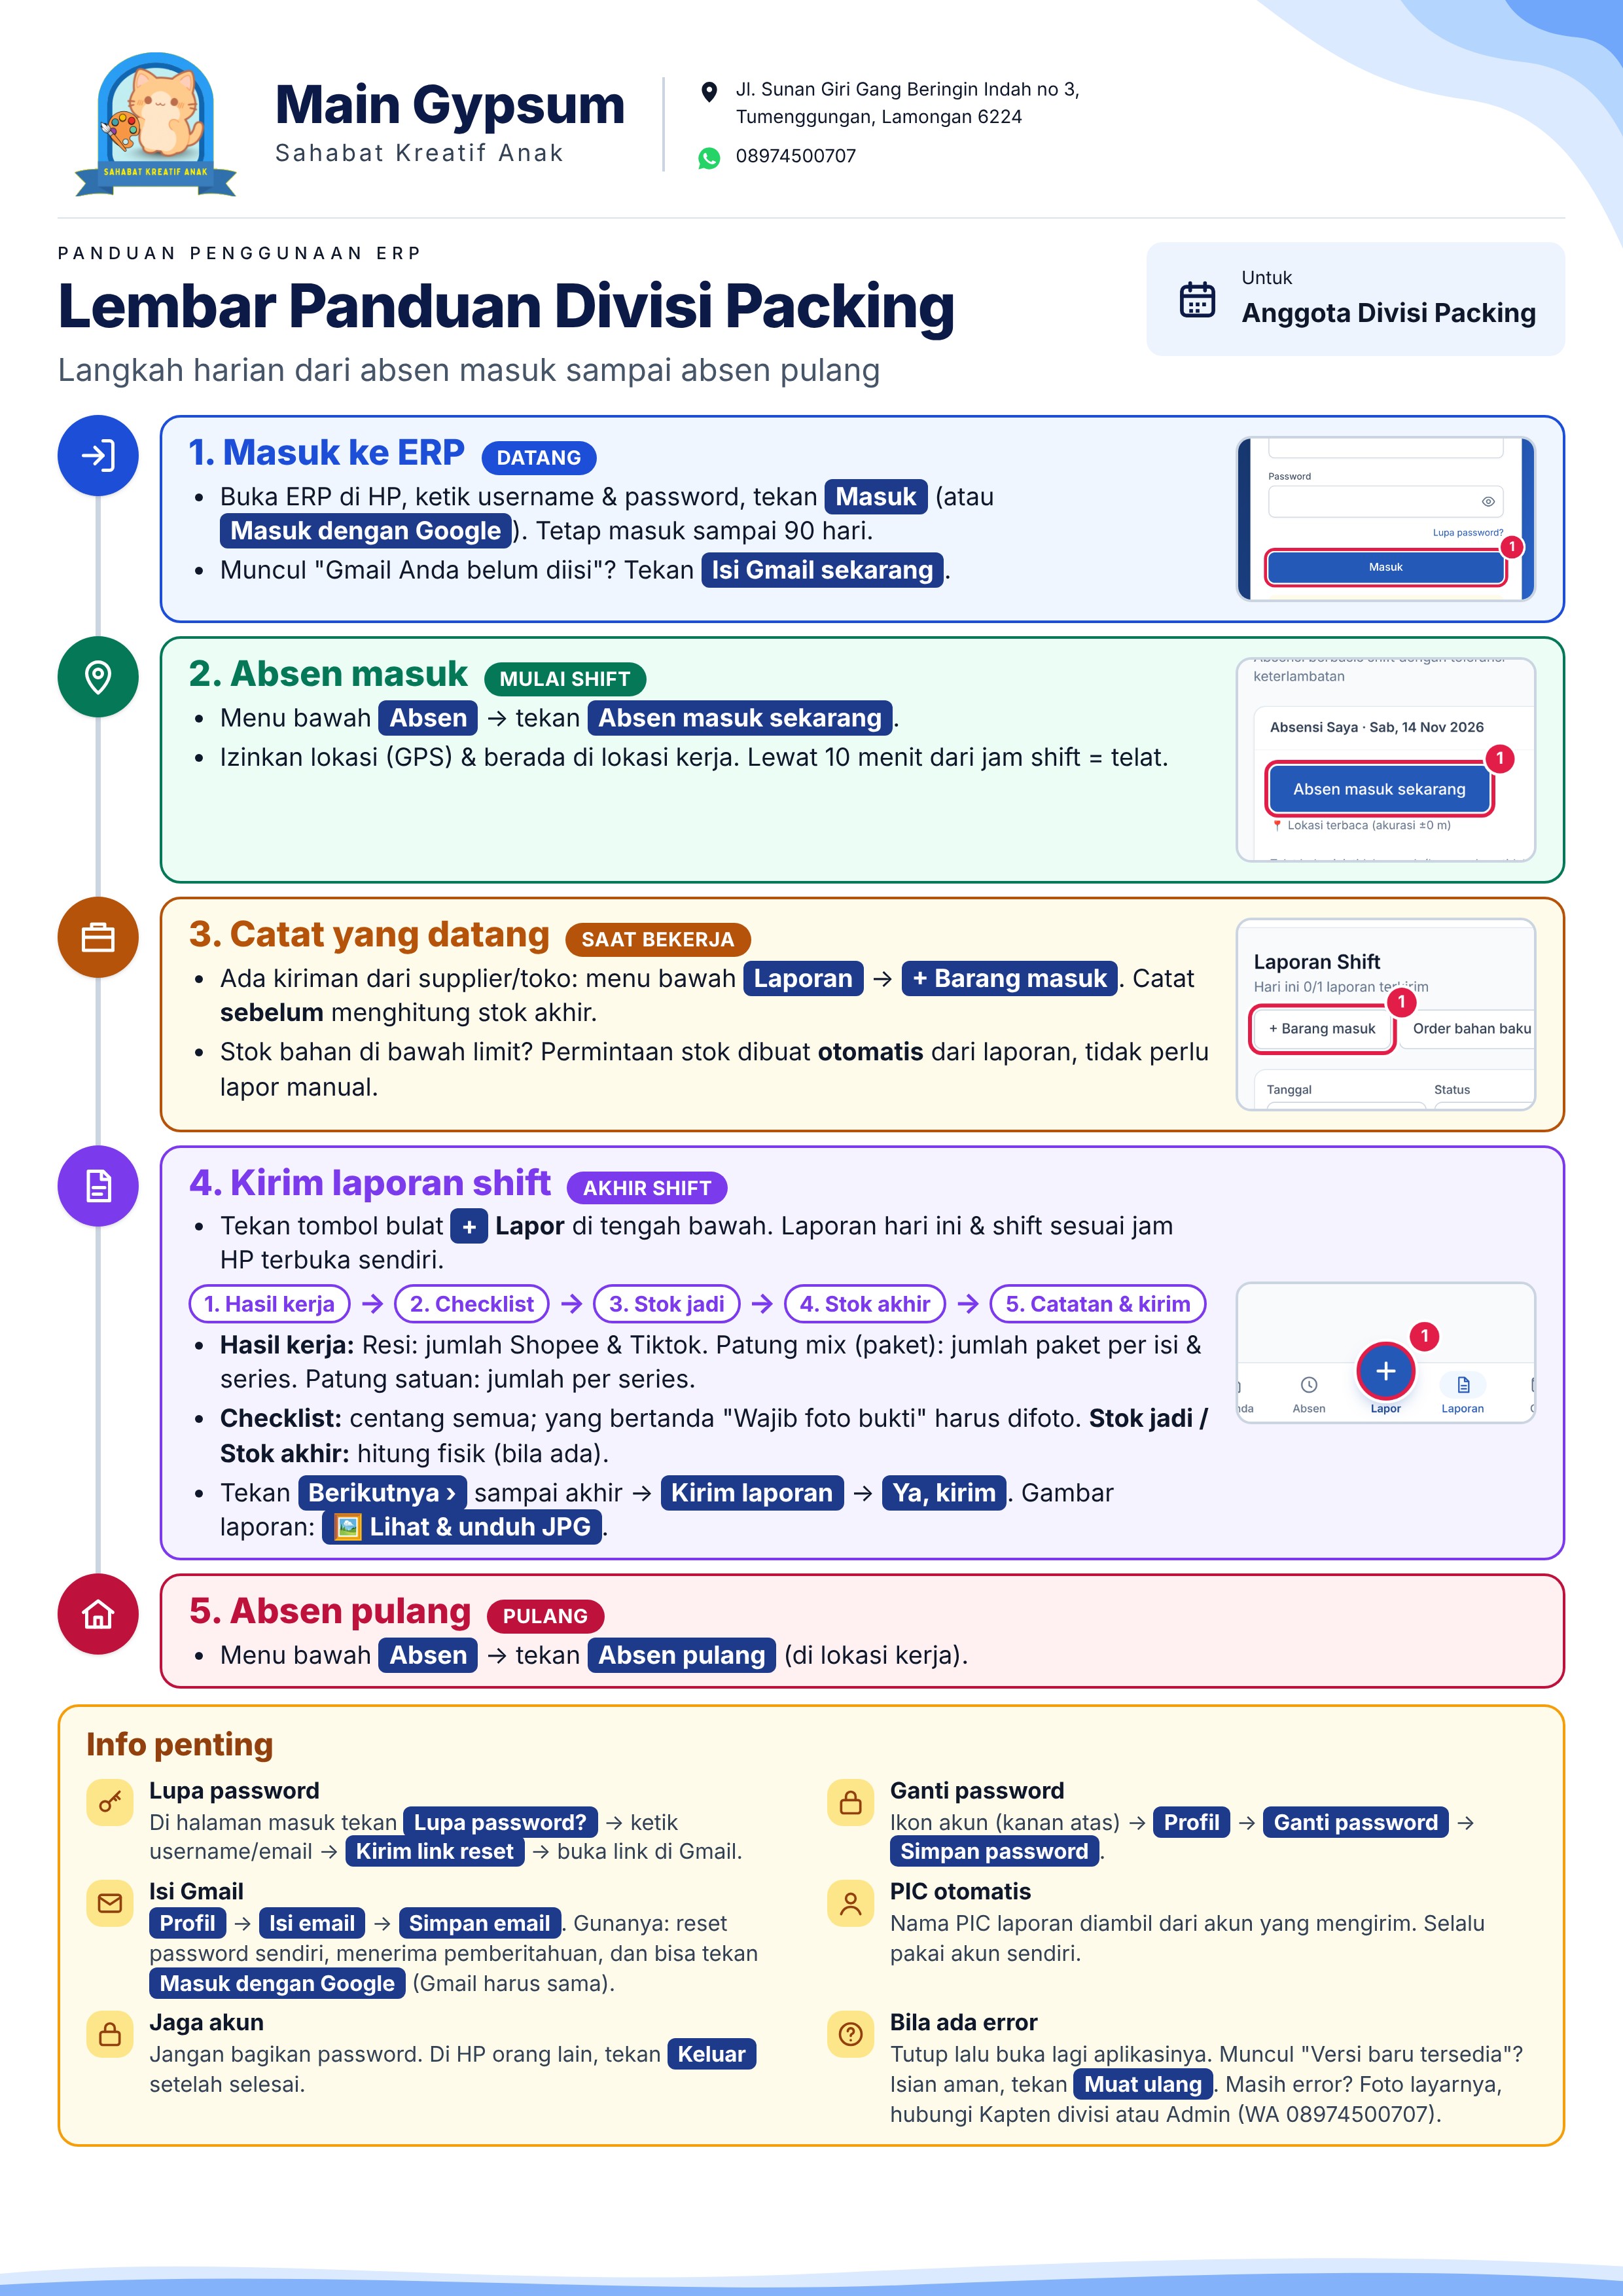 SAHABAT KREATIF ANAK
Main Gypsum
Sahabat Kreatif Anak
Jl. Sunan Giri Gang Beringin Indah no 3,
Tumenggungan, Lamongan 6224
08974500707
PANDUAN PENGGUNAAN ERP
Lembar Panduan Divisi Packing
Langkah harian dari absen masuk sampai absen pulang
Untuk
Anggota Divisi Packing
1. Masuk ke ERP DATANG
• Buka ERP di HP, ketik username & password, tekan Masuk (atau
Masuk dengan Google). Tetap masuk sampai 90 hari.
• Muncul "Gmail Anda belum diisi"? Tekan Isi Gmail sekarang.
Password
Lupa password?
1
Masuk
2. Absen masuk MULAI SHIFT
• Menu bawah Absen → tekan Absen masuk sekarang.
• Izinkan lokasi (GPS) & berada di lokasi kerja. Lewat 10 menit dari jam shift = telat.
Absensi berbasis shift dengan toleransi
keterlambatan
Absensi Saya · Sab, 14 Nov 2026
1
Absen masuk sekarang
📍 Lokasi terbaca (akurasi ±0 m)
3. Catat yang datang SAAT BEKERJA
• Ada kiriman dari supplier/toko: menu bawah Laporan → + Barang masuk. Catat
sebelum menghitung stok akhir.
• Stok bahan di bawah limit? Permintaan stok dibuat otomatis dari laporan, tidak perlu
lapor manual.
Laporan Shift
Hari ini 0/1 laporan terkirim
1
+ Barang masuk Order bahan baku
Tanggal Status
4. Kirim laporan shift AKHIR SHIFT
• Tekan tombol bulat + Lapor di tengah bawah. Laporan hari ini & shift sesuai jam
HP terbuka sendiri.
1. Hasil kerja → 2. Checklist → 3. Stok jadi → 4. Stok akhir → 5. Catatan & kirim
• Hasil kerja: Resi: jumlah Shopee & Tiktok. Patung mix (paket): jumlah paket per isi &
series. Patung satuan: jumlah per series.
• Checklist: centang semua; yang bertanda "Wajib foto bukti" harus difoto. Stok jadi /
Stok akhir: hitung fisik (bila ada).
• Tekan Berikutnya › sampai akhir → Kirim laporan → Ya, kirim. Gambar
laporan: 🖼️ Lihat & unduh JPG.
1
+
nda Absen Lapor Laporan
5. Absen pulang PULANG
• Menu bawah Absen → tekan Absen pulang (di lokasi kerja).
Info penting
Lupa password
Di halaman masuk tekan Lupa password? → ketik
username/email → Kirim link reset → buka link di Gmail.
Ganti password
Ikon akun (kanan atas) → Profil → Ganti password →
Simpan password.
Isi Gmail
Profil → Isi email → Simpan email. Gunanya: reset
password sendiri, menerima pemberitahuan, dan bisa tekan
Masuk dengan Google (Gmail harus sama).
PIC otomatis
Nama PIC laporan diambil dari akun yang mengirim. Selalu
pakai akun sendiri.
Jaga akun
Jangan bagikan password. Di HP orang lain, tekan Keluar
setelah selesai.
Bila ada error
Tutup lalu buka lagi aplikasinya. Muncul "Versi baru tersedia"?
Isian aman, tekan Muat ulang. Masih error? Foto layarnya,
hubungi Kapten divisi atau Admin (WA 08974500707).